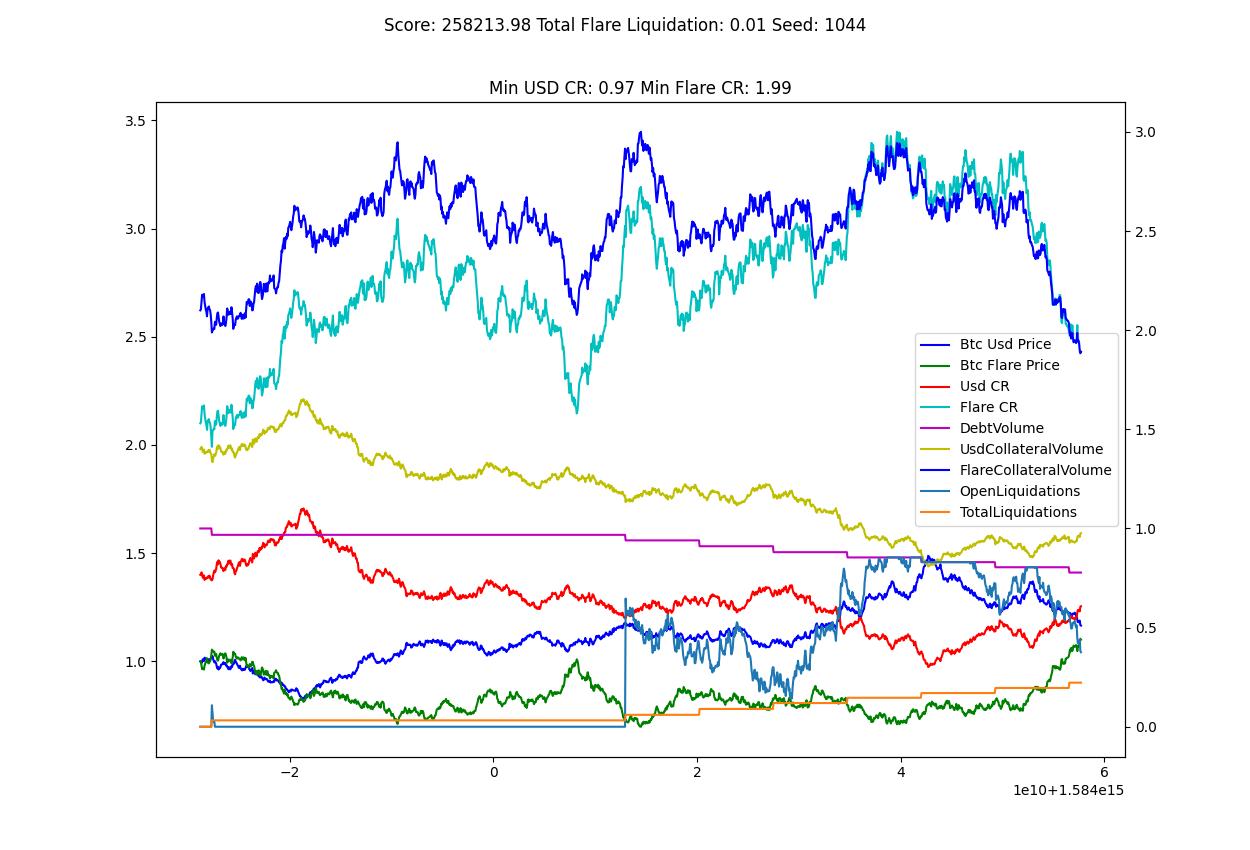 Score: 258213.98 Total Flare Liquidation: 0.01 Seed: 1044
Min USD CR: 0.97 Min Flare CR: 1.99
3.5
3.0
2.5
2.0
1.5
1.0
3.0
2.5
2.0
1.5
1.0
0.5
0.0
Btc Usd Price
Btc Flare Price
Usd CR
Flare CR
DebtVolume
UsdCollateralVolume
FlareCollateralVolume
OpenLiquidations
TotalLiquidations
−2 0 2 4 6
1e10+1.584e15